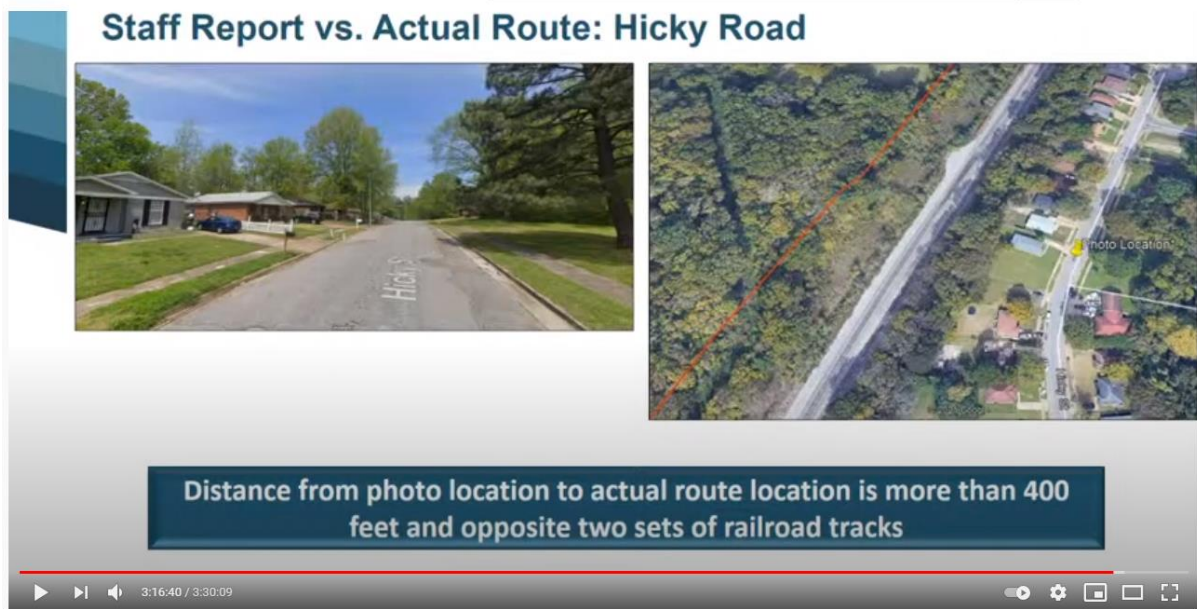 Staff Report vs. Actual Route: Hicky Road
Hicky S
Photo Location
Distance from photo location to actual route location is more than 400
feet and opposite two sets of railroad tracks
3:16:40 / 3:30:09